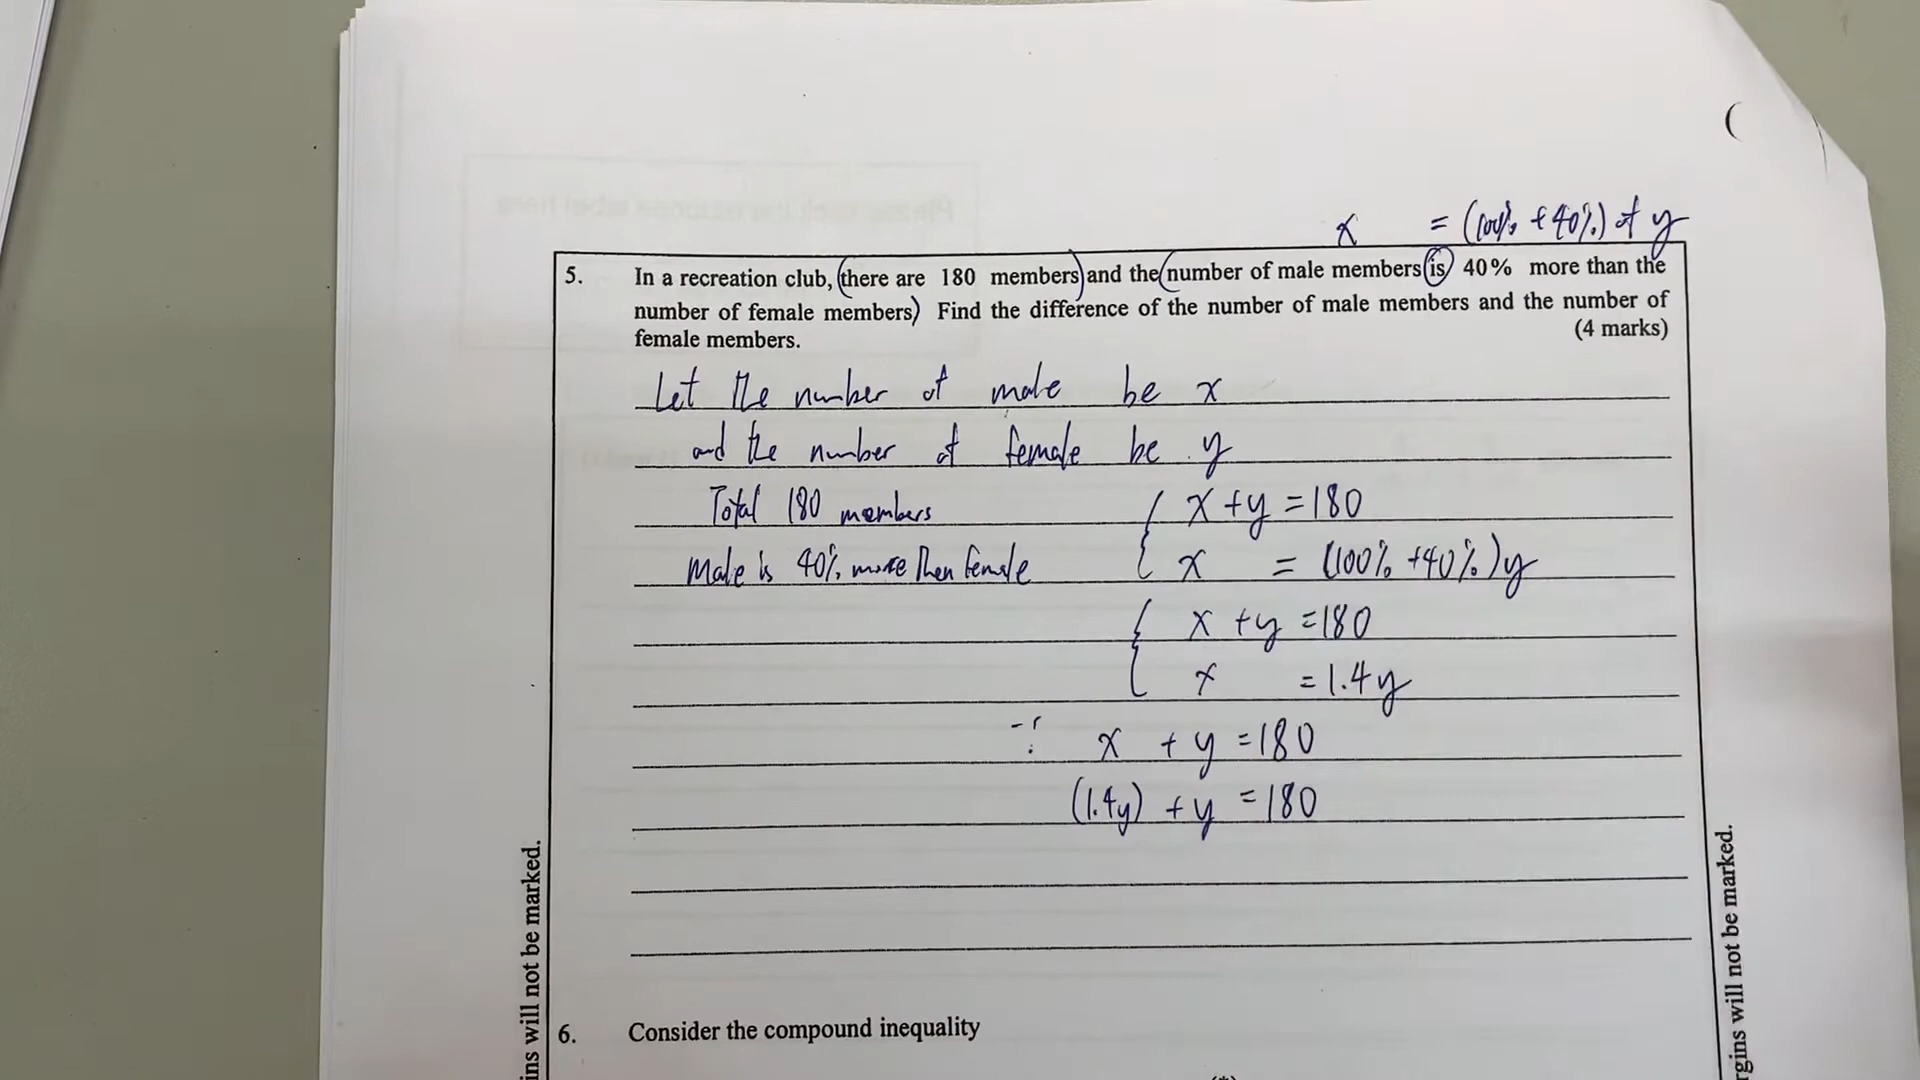 x = (100% + 40%) of y
5. In a recreation club, (there are 180 members) and the (number of male members is 40% more than the
number of female members) Find the difference of the number of male members and the number of
female members.
(4 marks)
Let the number of male be x
and the number of female be y
Total 180 members { x + y = 180
Male is 40% more then female x = (100% + 40%)y
{ x + y = 180
x = 1.4y
x + y = 180
(1.4y) + y = 180
6. Consider the compound inequality
ins will not be marked.
rgins will not be marked.